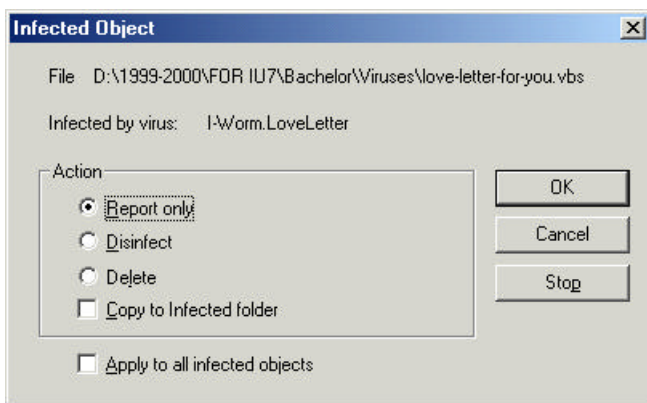 Infected Object
File D:\1999-2000\FOR IU7\Bachelor\Viruses\love-letter-for-you.vbs
Infected by virus: I-Worm.LoveLetter
Action
Report only
Disinfect
Delete
Copy to Infected folder
Apply to all infected objects
OK
Cancel
Stop